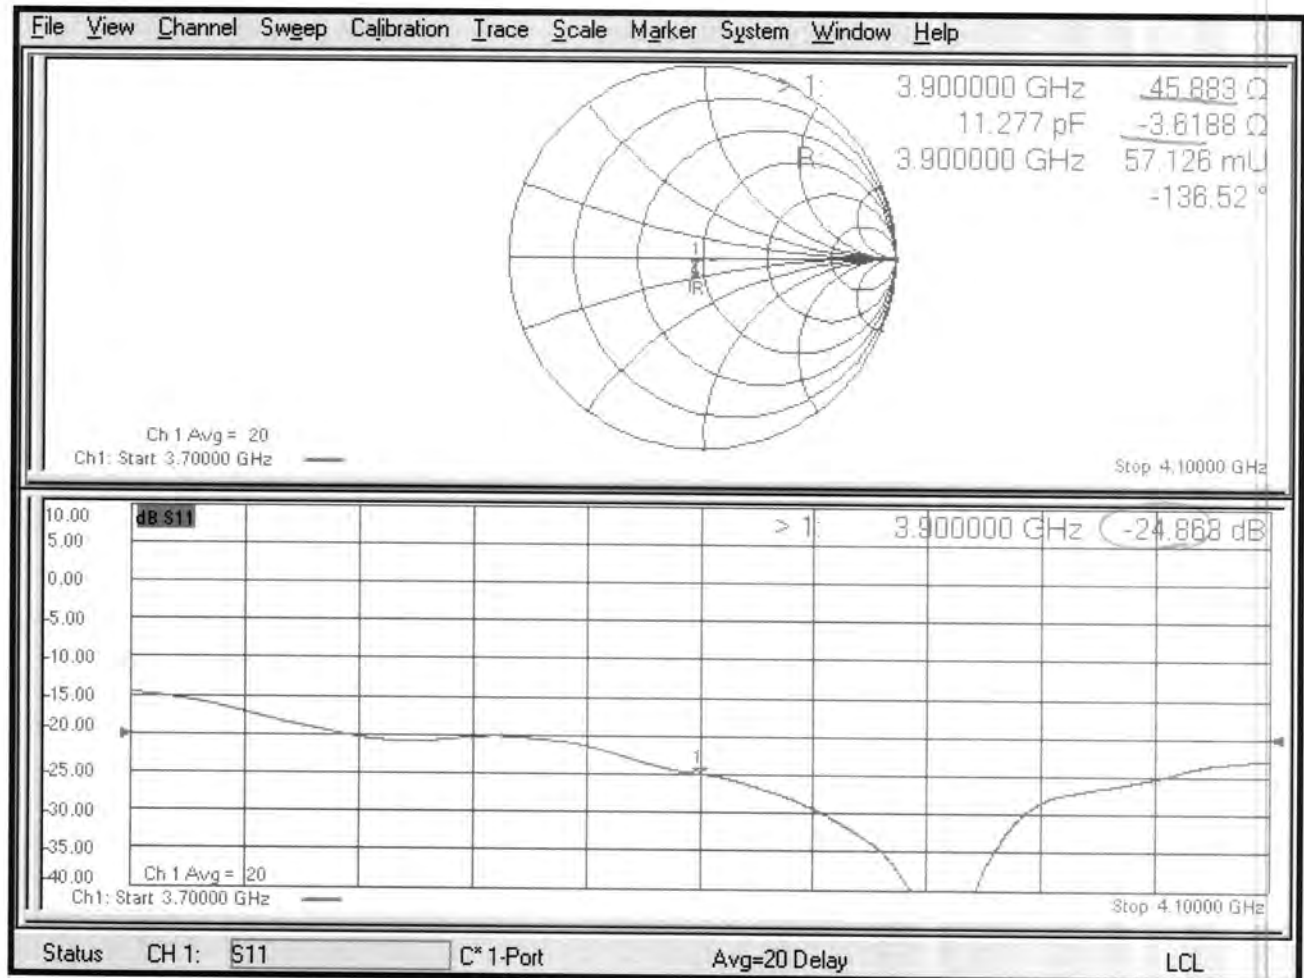 File View Channel Sweep Calibration Trace Scale Marker System Window Help
> 1: 3.900000 GHz 45.883 Ω
11.277 pF -3.6188 Ω
R: 3.900000 GHz 57.126 mU
-136.52 °
1
R
Ch 1 Avg = 20
Ch1: Start 3.70000 GHz
Stop 4.10000 GHz
dB S11
> 1: 3.900000 GHz -24.868 dB
10.00
5.00
0.00
-5.00
-10.00
-15.00
-20.00
-25.00
-30.00
-35.00
-40.00
1
Ch 1 Avg = 20
Ch1: Start 3.70000 GHz
Stop 4.10000 GHz
Status CH 1: S11 C* 1-Port Avg=20 Delay LCL